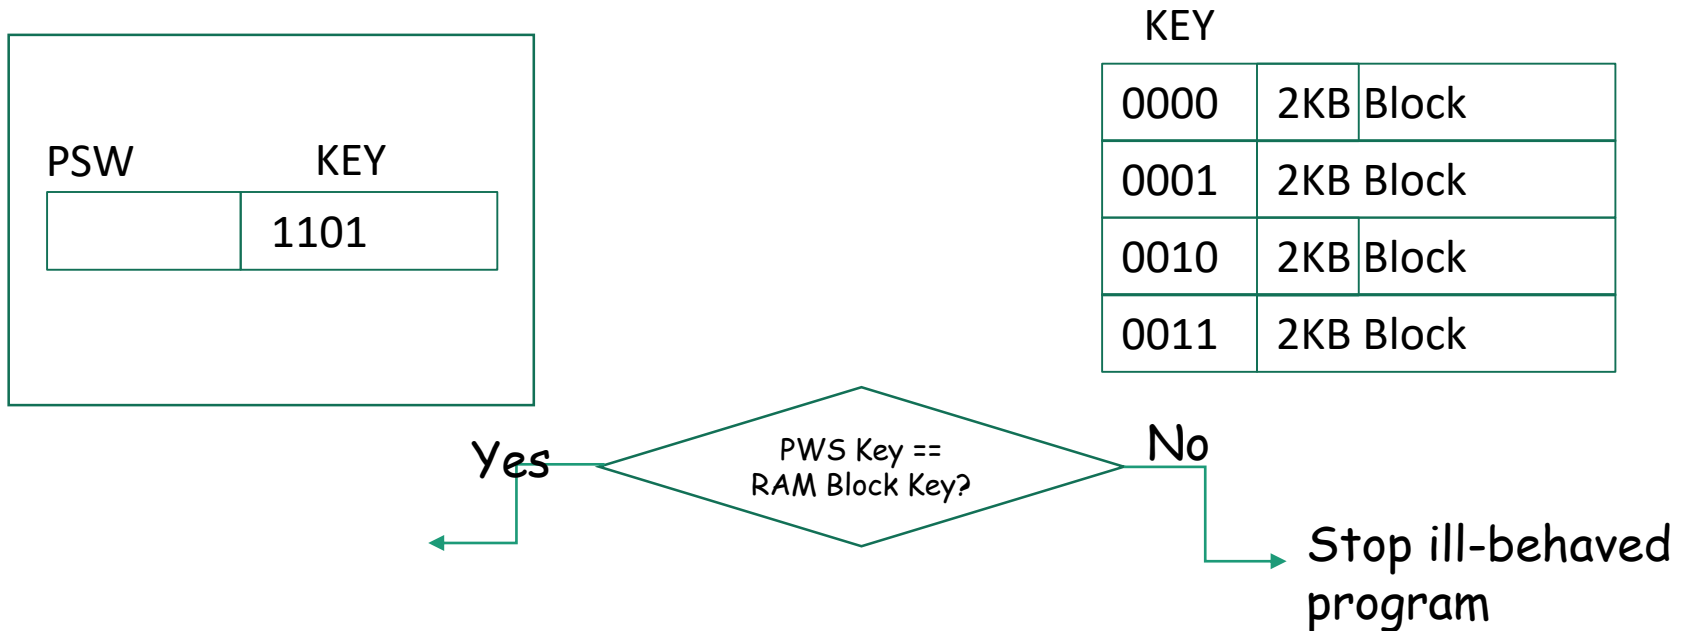 PSW KEY
1101
KEY
0000 2KB Block
0001 2KB Block
0010 2KB Block
0011 2KB Block
Yes
PWS Key ==
RAM Block Key?
No
Stop ill-behaved
program